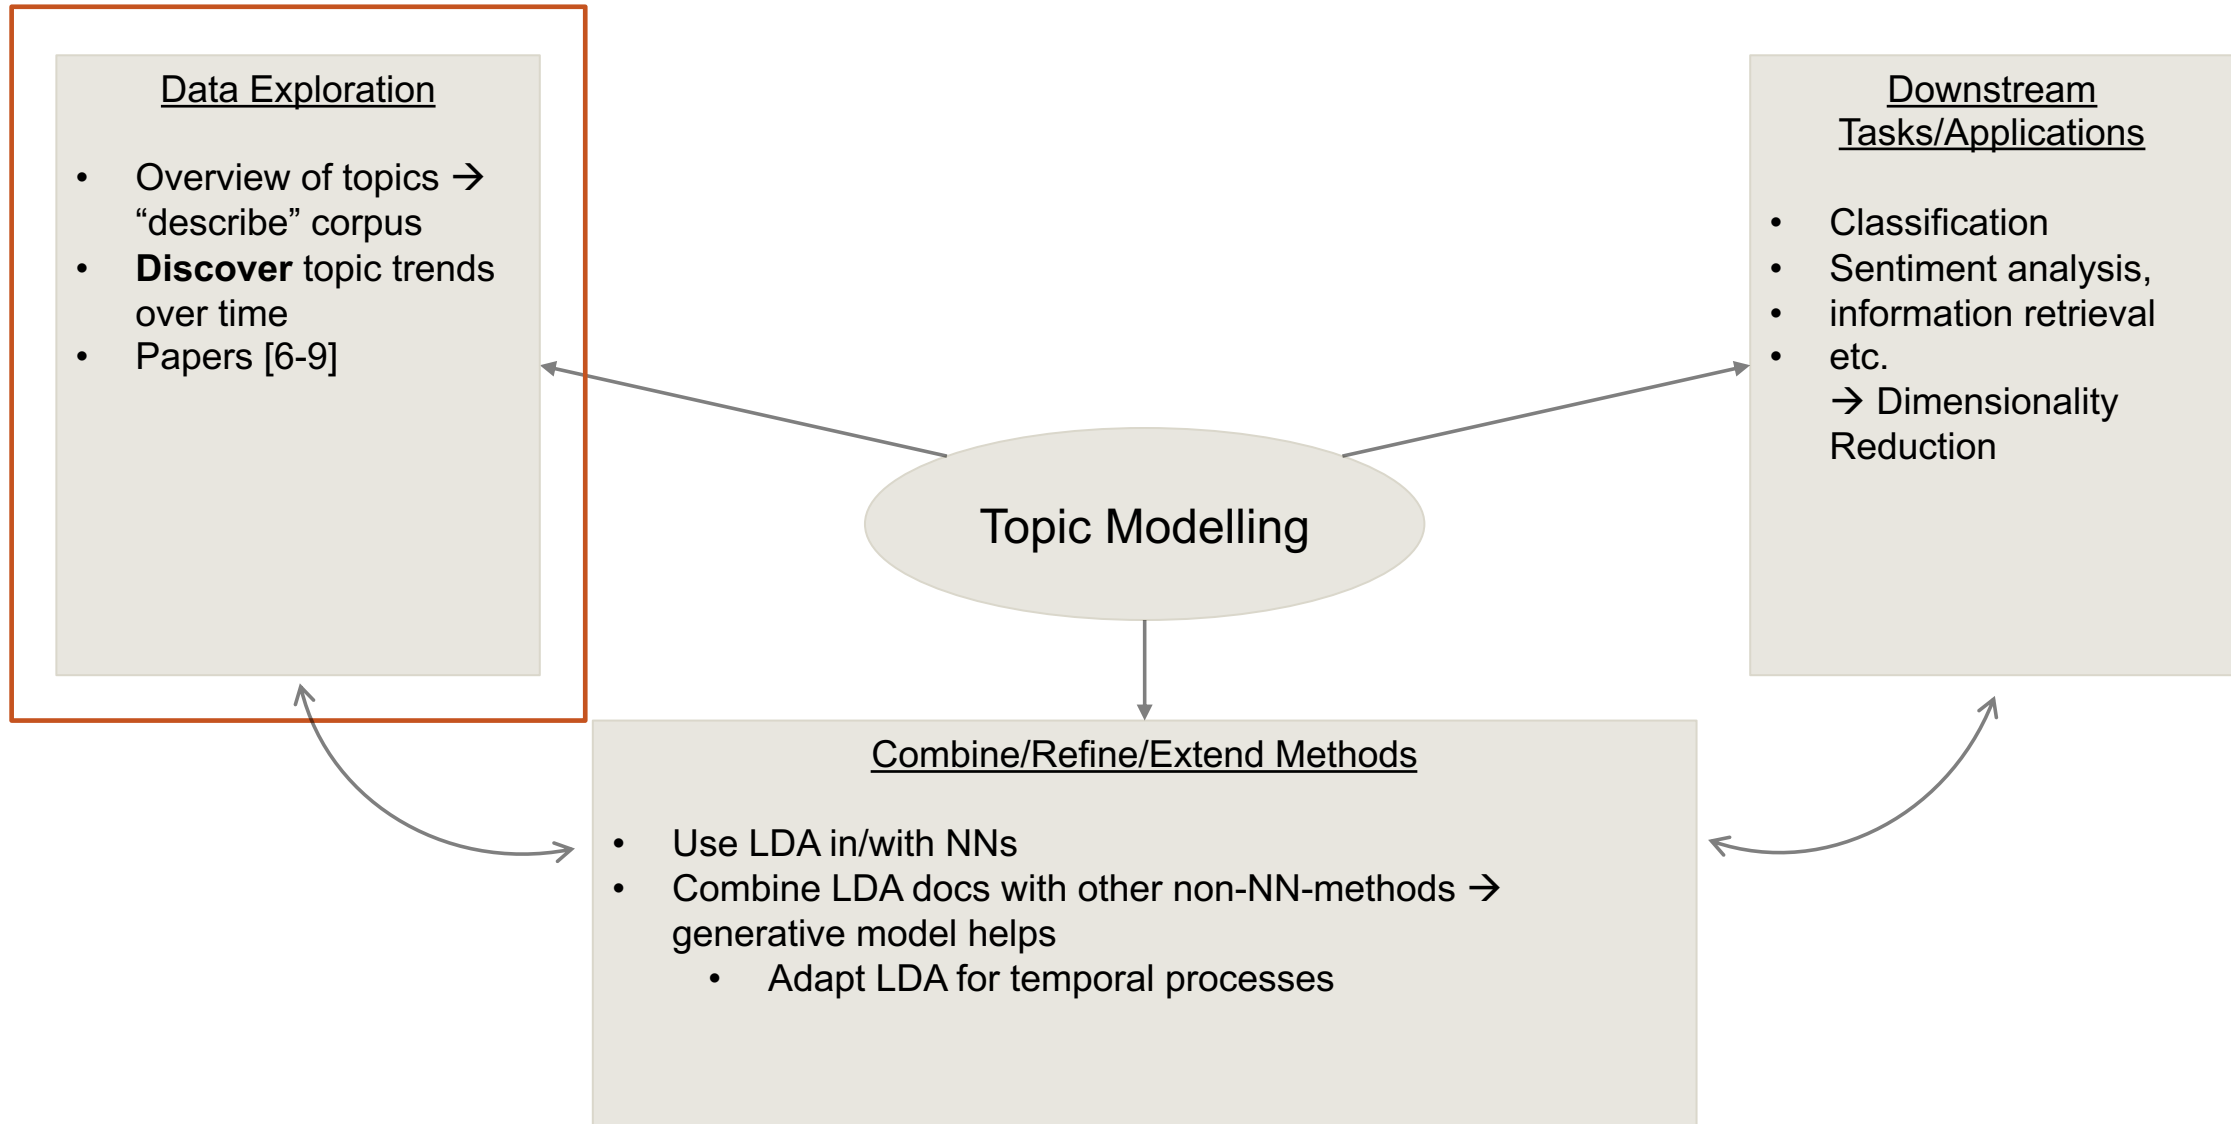 Data Exploration
• Overview of topics →
“describe” corpus
• Discover topic trends
over time
• Papers [6-9]
Downstream
Tasks/Applications
• Classification
• Sentiment analysis,
• information retrieval
• etc.
→ Dimensionality
Reduction
Topic Modelling
Combine/Refine/Extend Methods
• Use LDA in/with NNs
• Combine LDA docs with other non-NN-methods →
generative model helps
• Adapt LDA for temporal processes